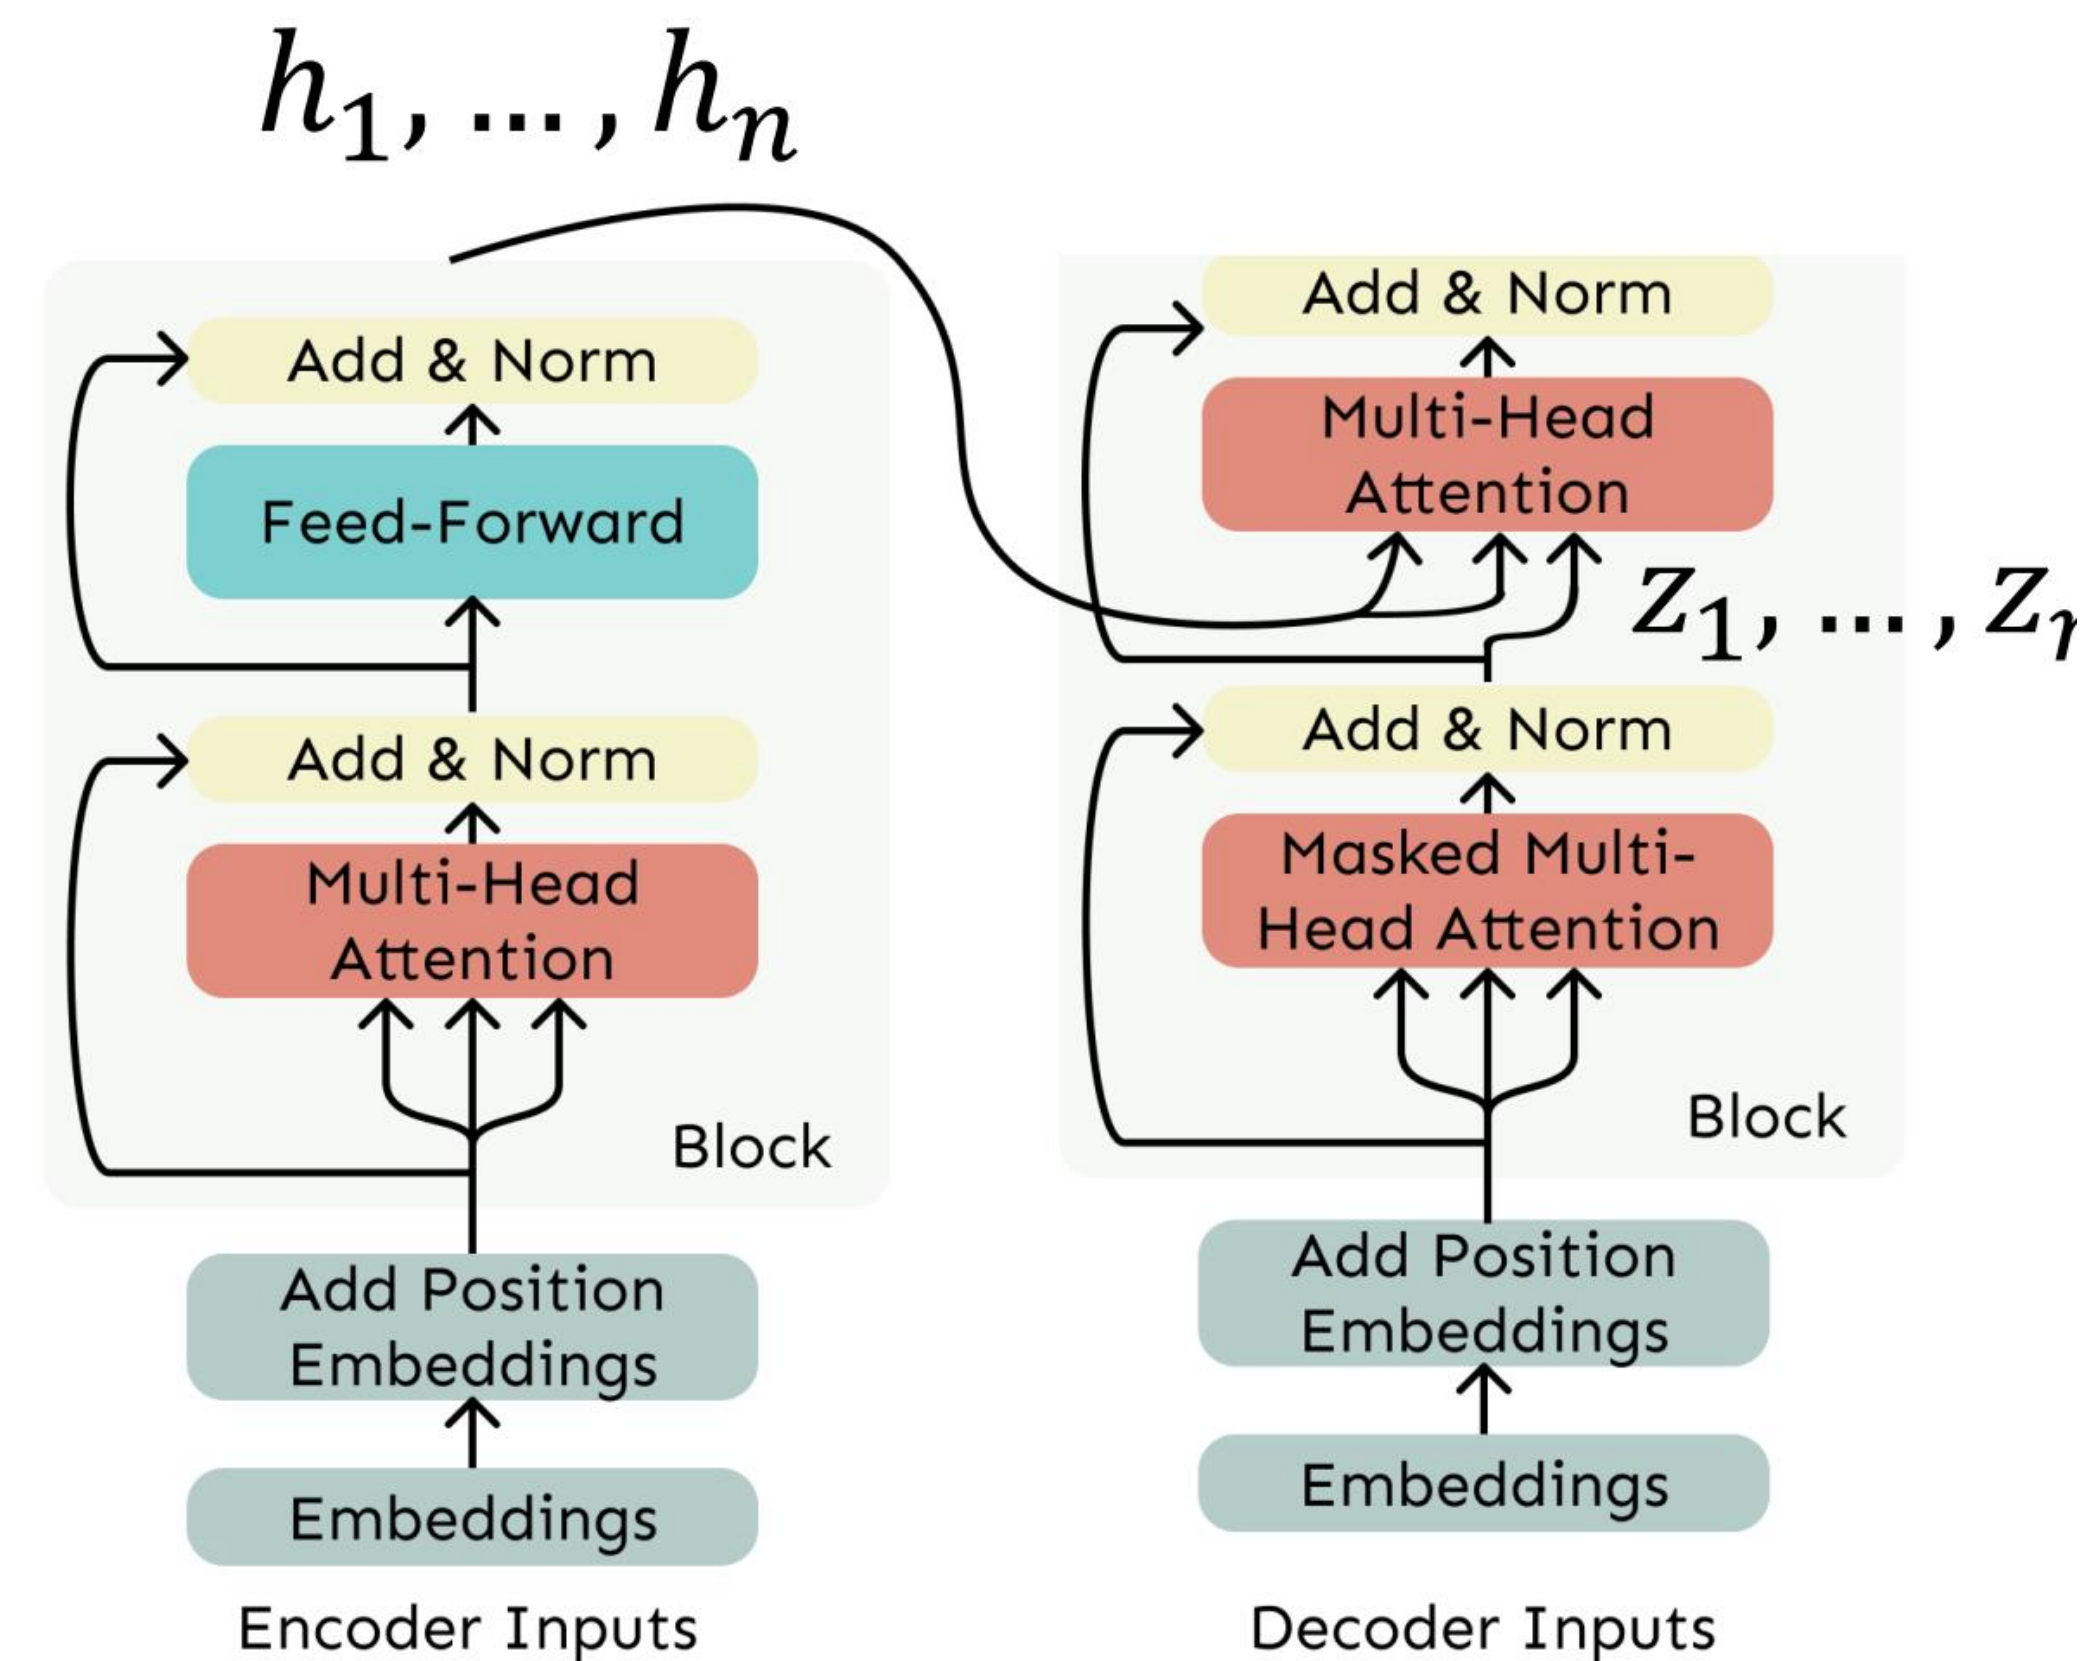 h₁, … , hₙ
Add & Norm
Feed-Forward
Add & Norm
Multi-Head
Attention
Block
Add Position
Embeddings
Embeddings
Encoder Inputs
Add & Norm
Multi-Head
Attention
z₁, … , z
Add & Norm
Masked Multi-
Head Attention
Block
Add Position
Embeddings
Embeddings
Decoder Inputs